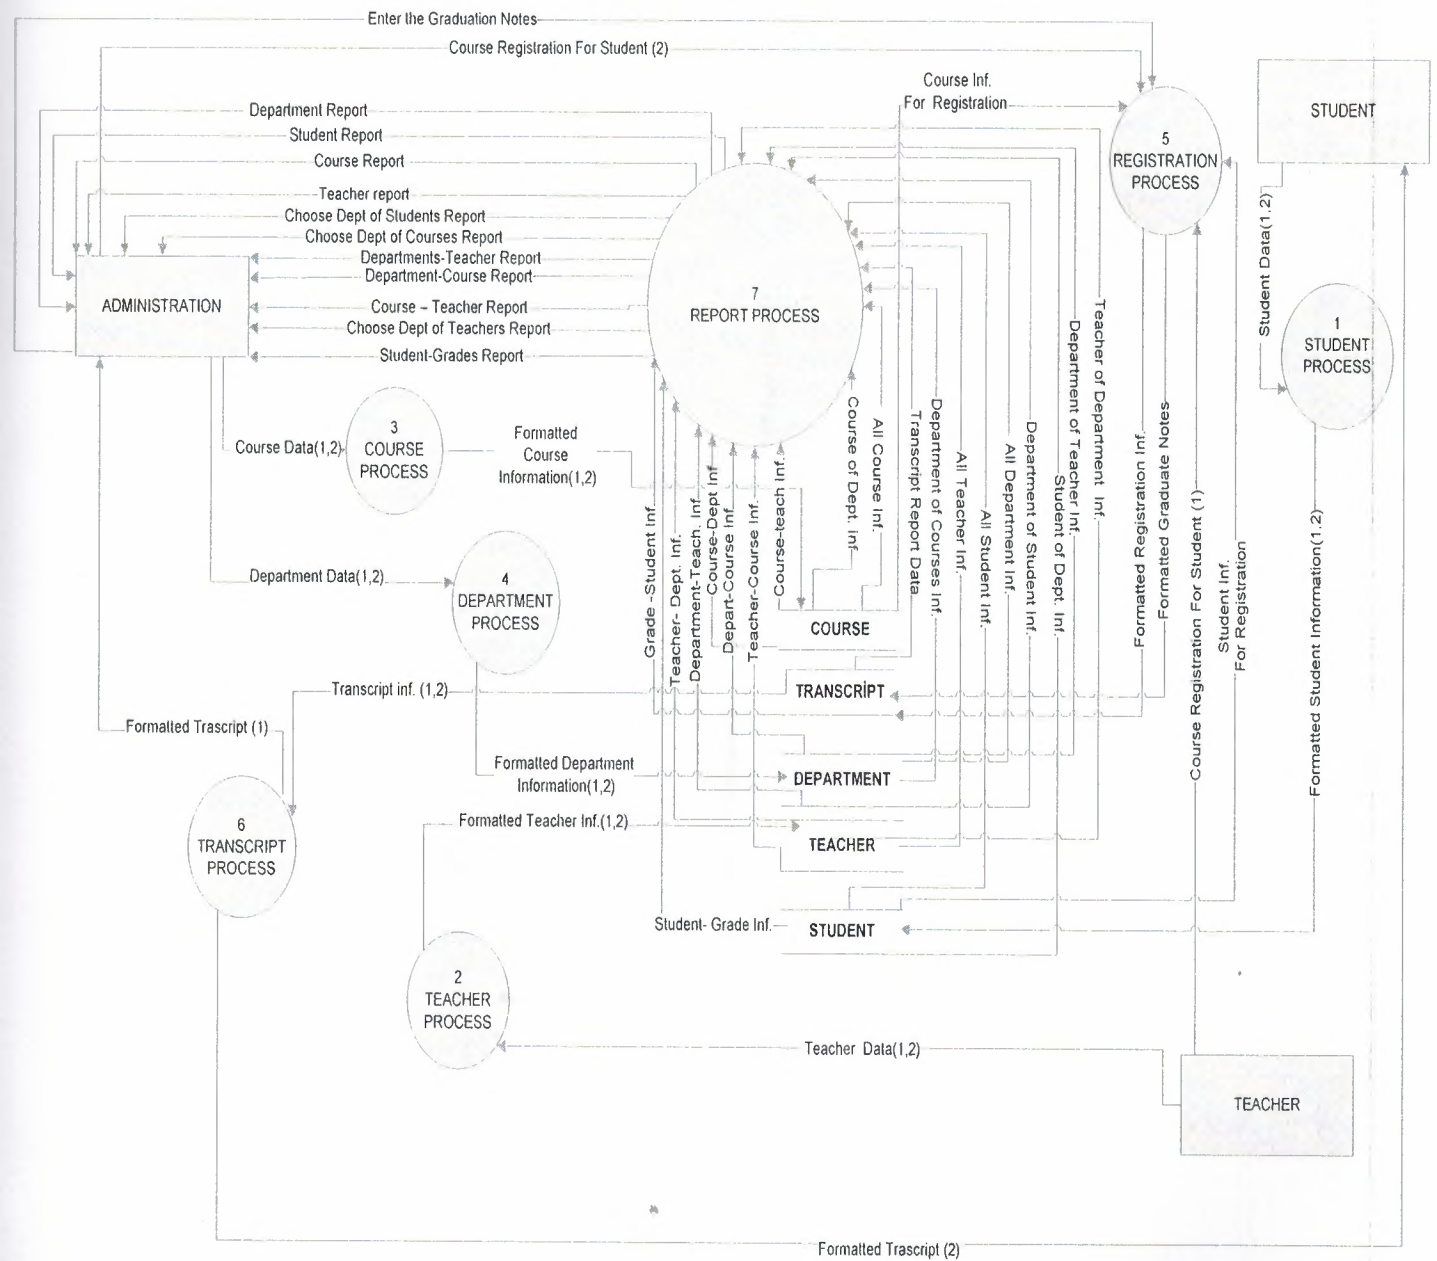 Enter the Graduation Notes
Course Registration For Student (2)
Course Inf.
For Registration
STUDENT
Department Report
Student Report
Course Report
Teacher report
Choose Dept of Students Report
Choose Dept of Courses Report
Departments-Teacher Report
Department-Course Report
Course – Teacher Report
Choose Dept of Teachers Report
Student-Grades Report
ADMINISTRATION
7
REPORT PROCESS
5
REGISTRATION
PROCESS
Student Data(1.2)
1
STUDENT
PROCESS
Course Data(1,2)
3
COURSE
PROCESS
Formatted
Course
Information(1,2)
Department Data(1,2)
4
DEPARTMENT
PROCESS
Grade -Student Inf.
Teacher- Dept. Inf.
Department-Teach. Inf.
Course-Dept Inf
Depart-Course Inf.
Teacher-Course Inf.
Course-teach Inf.
Course of Dept. Inf.
All Course Inf.
Transcript Report Data
Department of Courses Inf.
All Teacher Inf.
All Student Inf.
All Department Inf.
Department of Student Inf.
Student of Dept. Inf.
Department of Teacher Inf.
Teacher of Department Inf.
Formatted Registration Inf.
Formatted Graduate Notes
Course Registration For Student (1)
Student Inf.
For Registration
Formatted Student Information(1.2)
COURSE
TRANSCRİPT
Transcript inf. (1,2)
Formatted Trascript (1)
Formatted Department
Information(1,2)
DEPARTMENT
6
TRANSCRIPT
PROCESS
Formatted Teacher Inf.(1,2)
TEACHER
Student- Grade Inf.
STUDENT
2
TEACHER
PROCESS
Teacher Data(1,2)
TEACHER
Formatted Trascript (2)